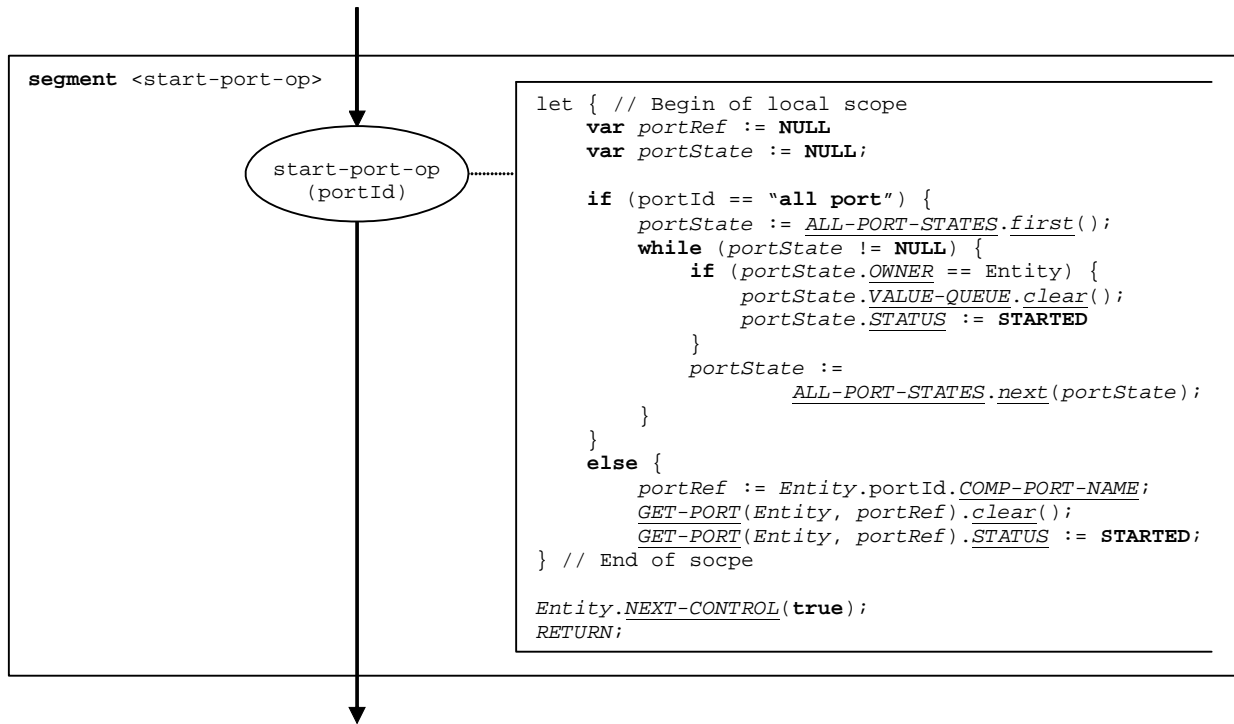 segment <start-port-op>
start-port-op
(portId)
let { // Begin of local scope
var portRef := NULL
var portState := NULL;
if (portId == “all port”) {
portState := ALL-PORT-STATES.first();
while (portState != NULL) {
if (portState.OWNER == Entity) {
portState.VALUE-QUEUE.clear();
portState.STATUS := STARTED
}
portState :=
ALL-PORT-STATES.next(portState);
}
}
else {
portRef := Entity.portId.COMP-PORT-NAME;
GET-PORT(Entity, portRef).clear();
GET-PORT(Entity, portRef).STATUS := STARTED;
} // End of socpe
Entity.NEXT-CONTROL(true);
RETURN;